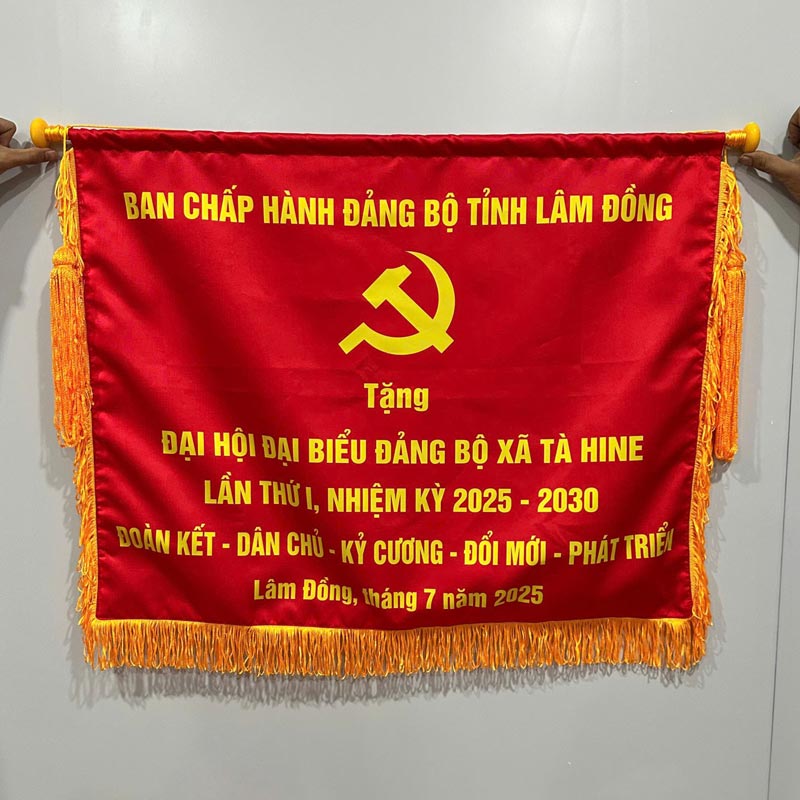 BAN CHẤP HÀNH ĐẢNG BỘ TỈNH LÂM ĐỒNG
Tặng
ĐẠI HỘI ĐẠI BIỂU ĐẢNG BỘ XÃ TÀ HINE
LẦN THỨ I, NHIỆM KỲ 2025 - 2030
ĐOÀN KẾT - DÂN CHỦ - KỶ CƯƠNG - ĐỔI MỚI - PHÁT TRIỂN
Lâm Đồng, tháng 7 năm 2025